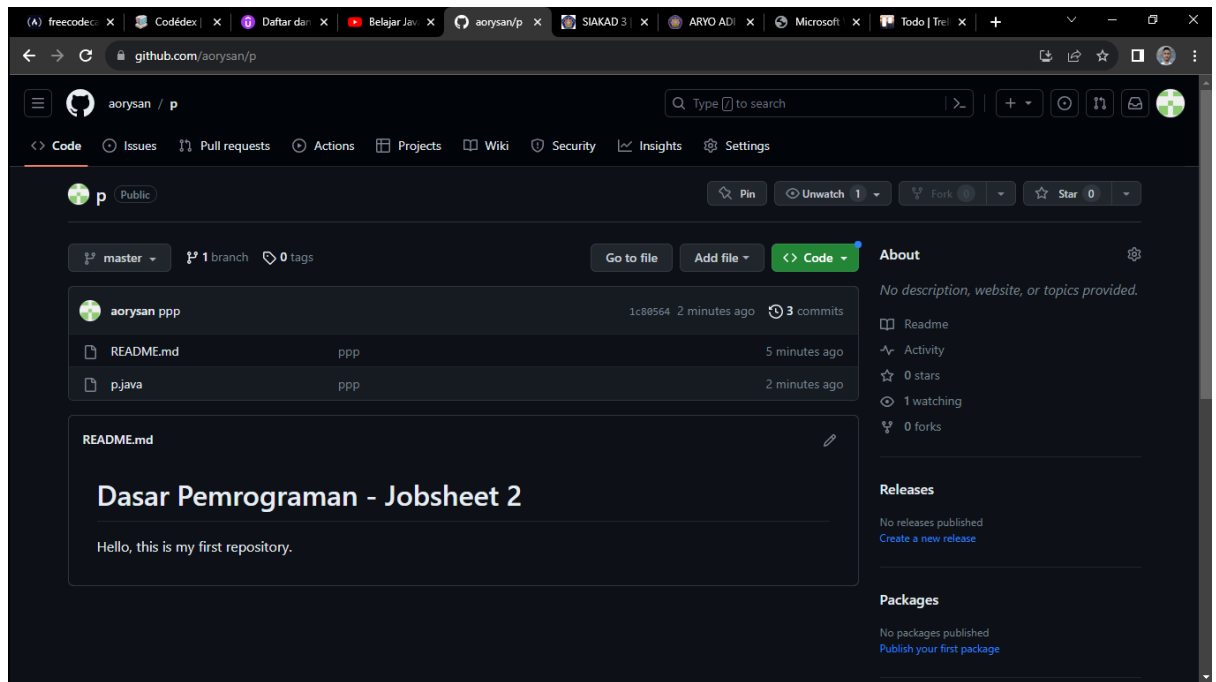 freecodeca
Codédex |
Daftar dan
Belajar Jav
aorysan/p
SIAKAD 3 |
ARYO ADI
Microsoft
Todo | Trel
github.com/aorysan/p
aorysan / p
Type / to search
Code Issues Pull requests Actions Projects Wiki Security Insights Settings
p Public
Pin Unwatch 1 Fork 0 Star 0
master 1 branch 0 tags Go to file Add file Code
aorysan ppp 1c80564 2 minutes ago 3 commits
README.md ppp 5 minutes ago
p.java ppp 2 minutes ago
README.md
Dasar Pemrograman - Jobsheet 2
Hello, this is my first repository.
About
No description, website, or topics provided.
Readme
Activity
0 stars
1 watching
0 forks
Releases
No releases published
Create a new release
Packages
No packages published
Publish your first package